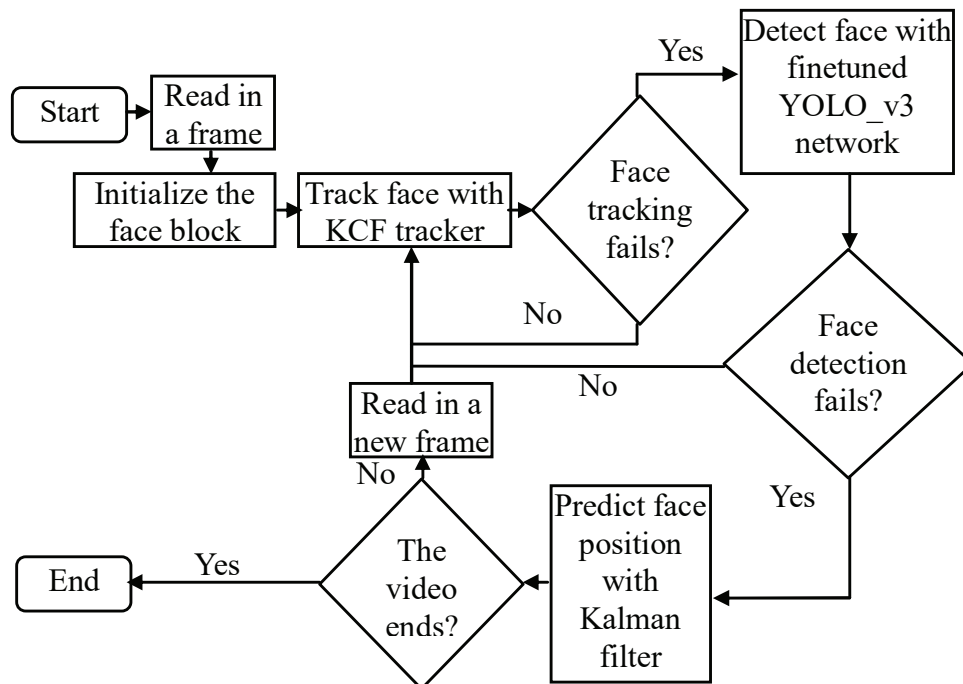 Start
Read in
a frame
Initialize the
face block
Track face with
KCF tracker
Face
tracking
fails?
Yes
No
Detect face with
finetuned
YOLO_v3
network
Face
detection
fails?
No
Yes
Predict face
position
with
Kalman
filter
The
video
ends?
No
Read in a
new frame
Yes
End